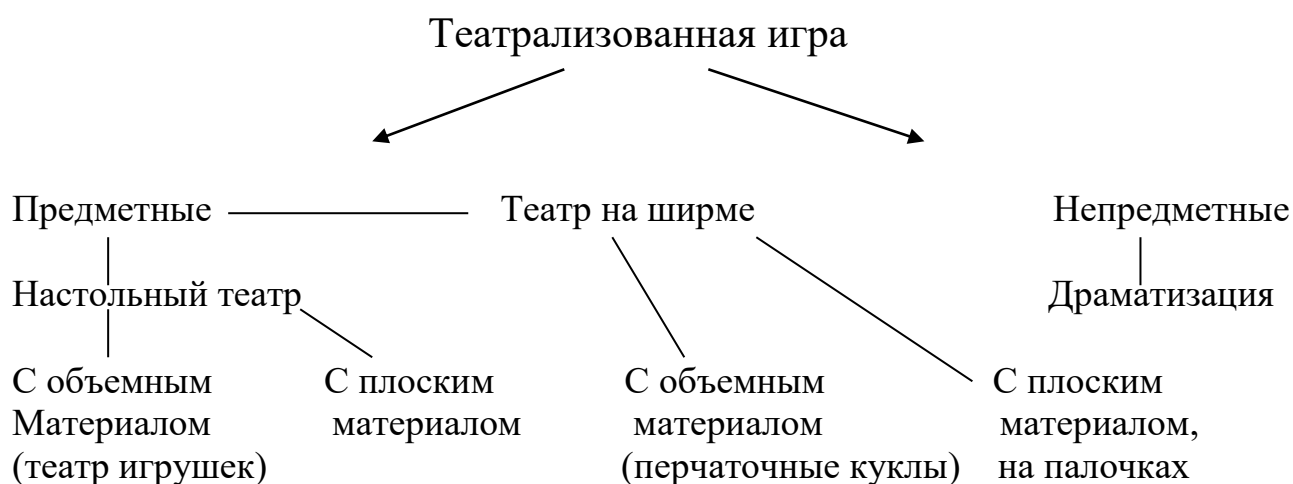 Театрализованная игра
Предметные Театр на ширме Непредметные
Настольный театр Драматизация
С объемным С плоским С объемным С плоским
Материалом материалом материалом материалом,
(театр игрушек) (перчаточные куклы) на палочках